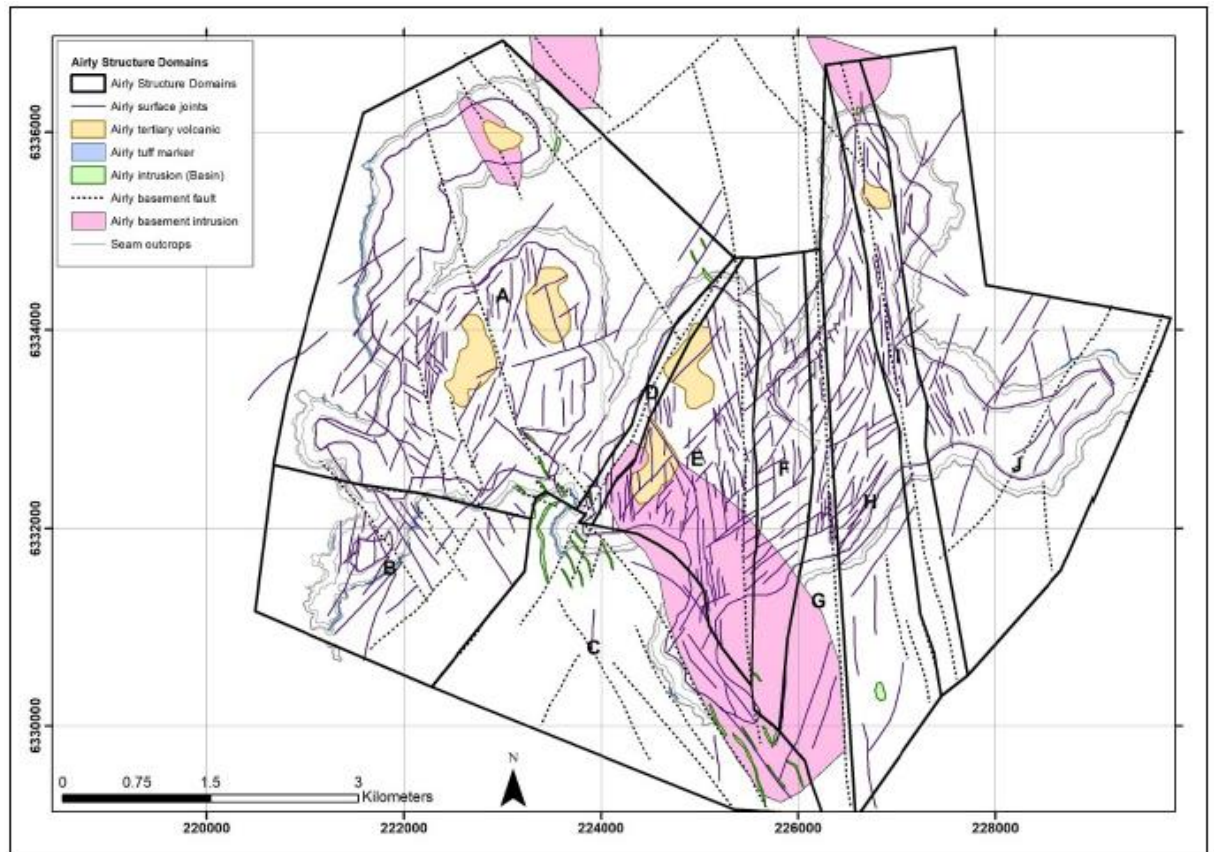 Airly Structure Domains
Airly Structure Domains
Airly surface joints
Airly tertiary volcanic
Airly tuff marker
Airly intrusion (Basin)
Airly basement fault
Airly basement intrusion
Seam outcrops
6336000
6334000
6332000
6330000
A
D
E
F
J
H
B
G
C
N
0 0.75 1.5 3
Kilometers
220000 222000 224000 226000 228000